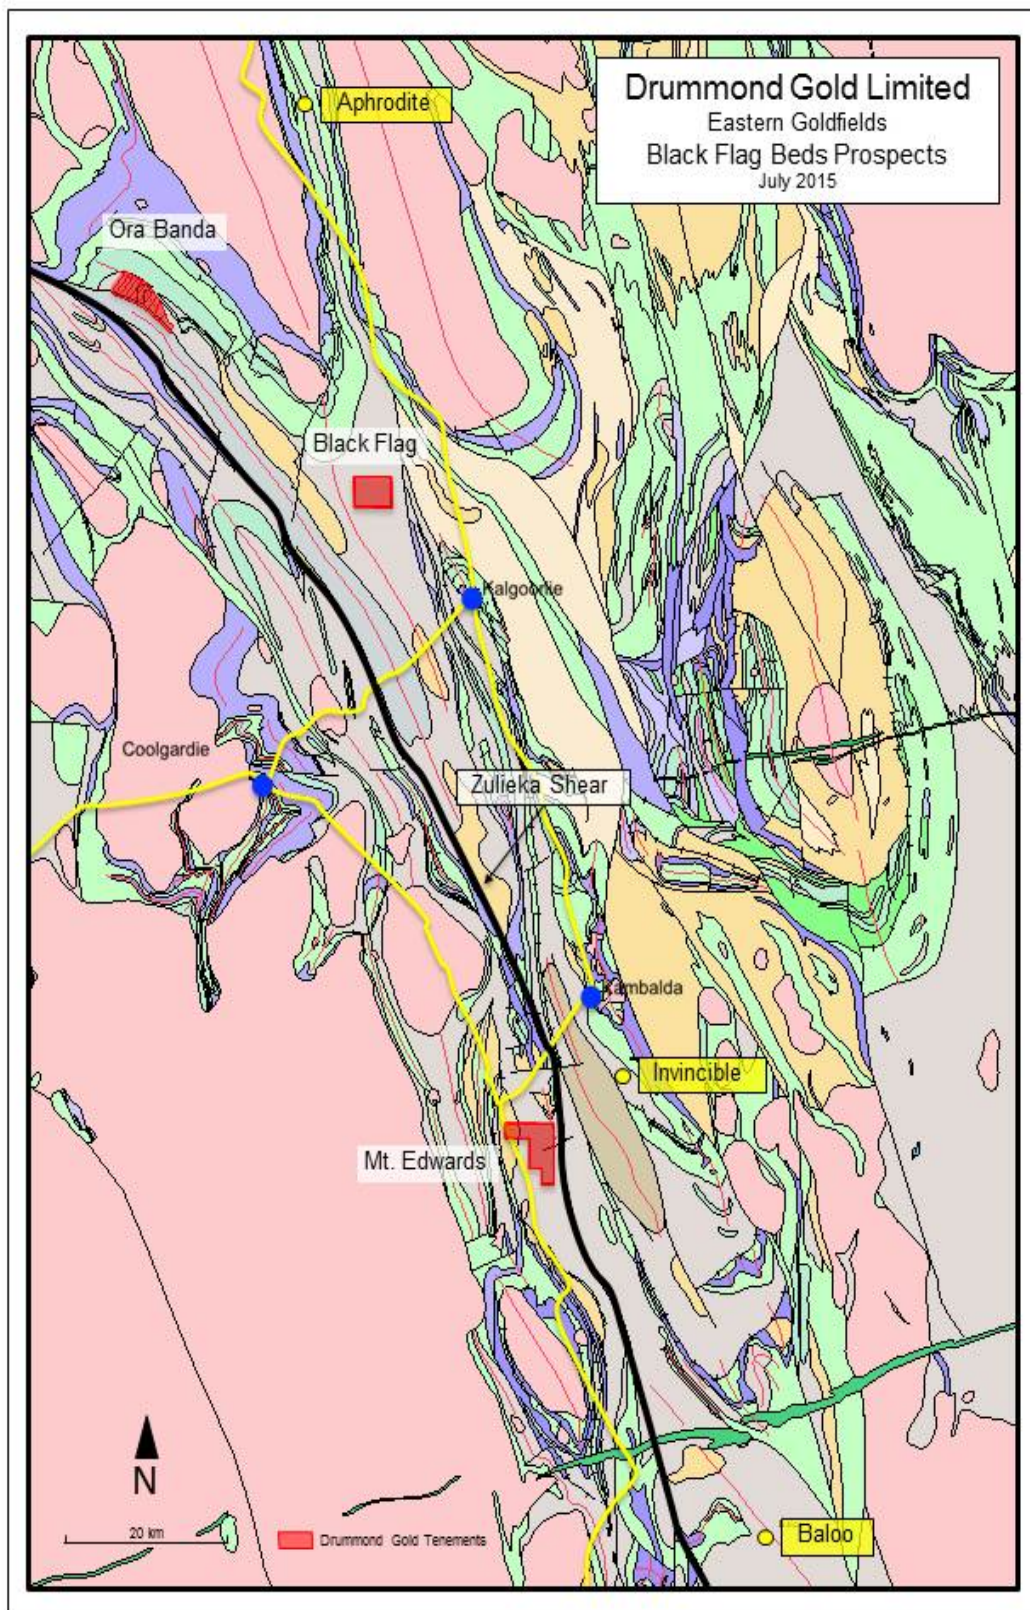 Drummond Gold Limited
Eastern Goldfields
Black Flag Beds Prospects
July 2015
Aphrodite
Ora Banda
Black Flag
Kalgoorlie
Coolgardie
Zulieka Shear
Kambalda
Invincible
Mt. Edwards
N
20 km
Drummond Gold Tenements
Baloo